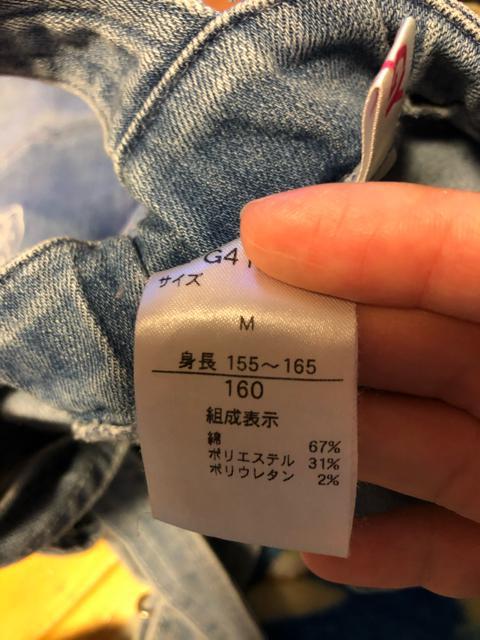 G41
サイズ
M
身長 155～165
160
組成表示
綿 67%
ポリエステル 31%
ポリウレタン 2%